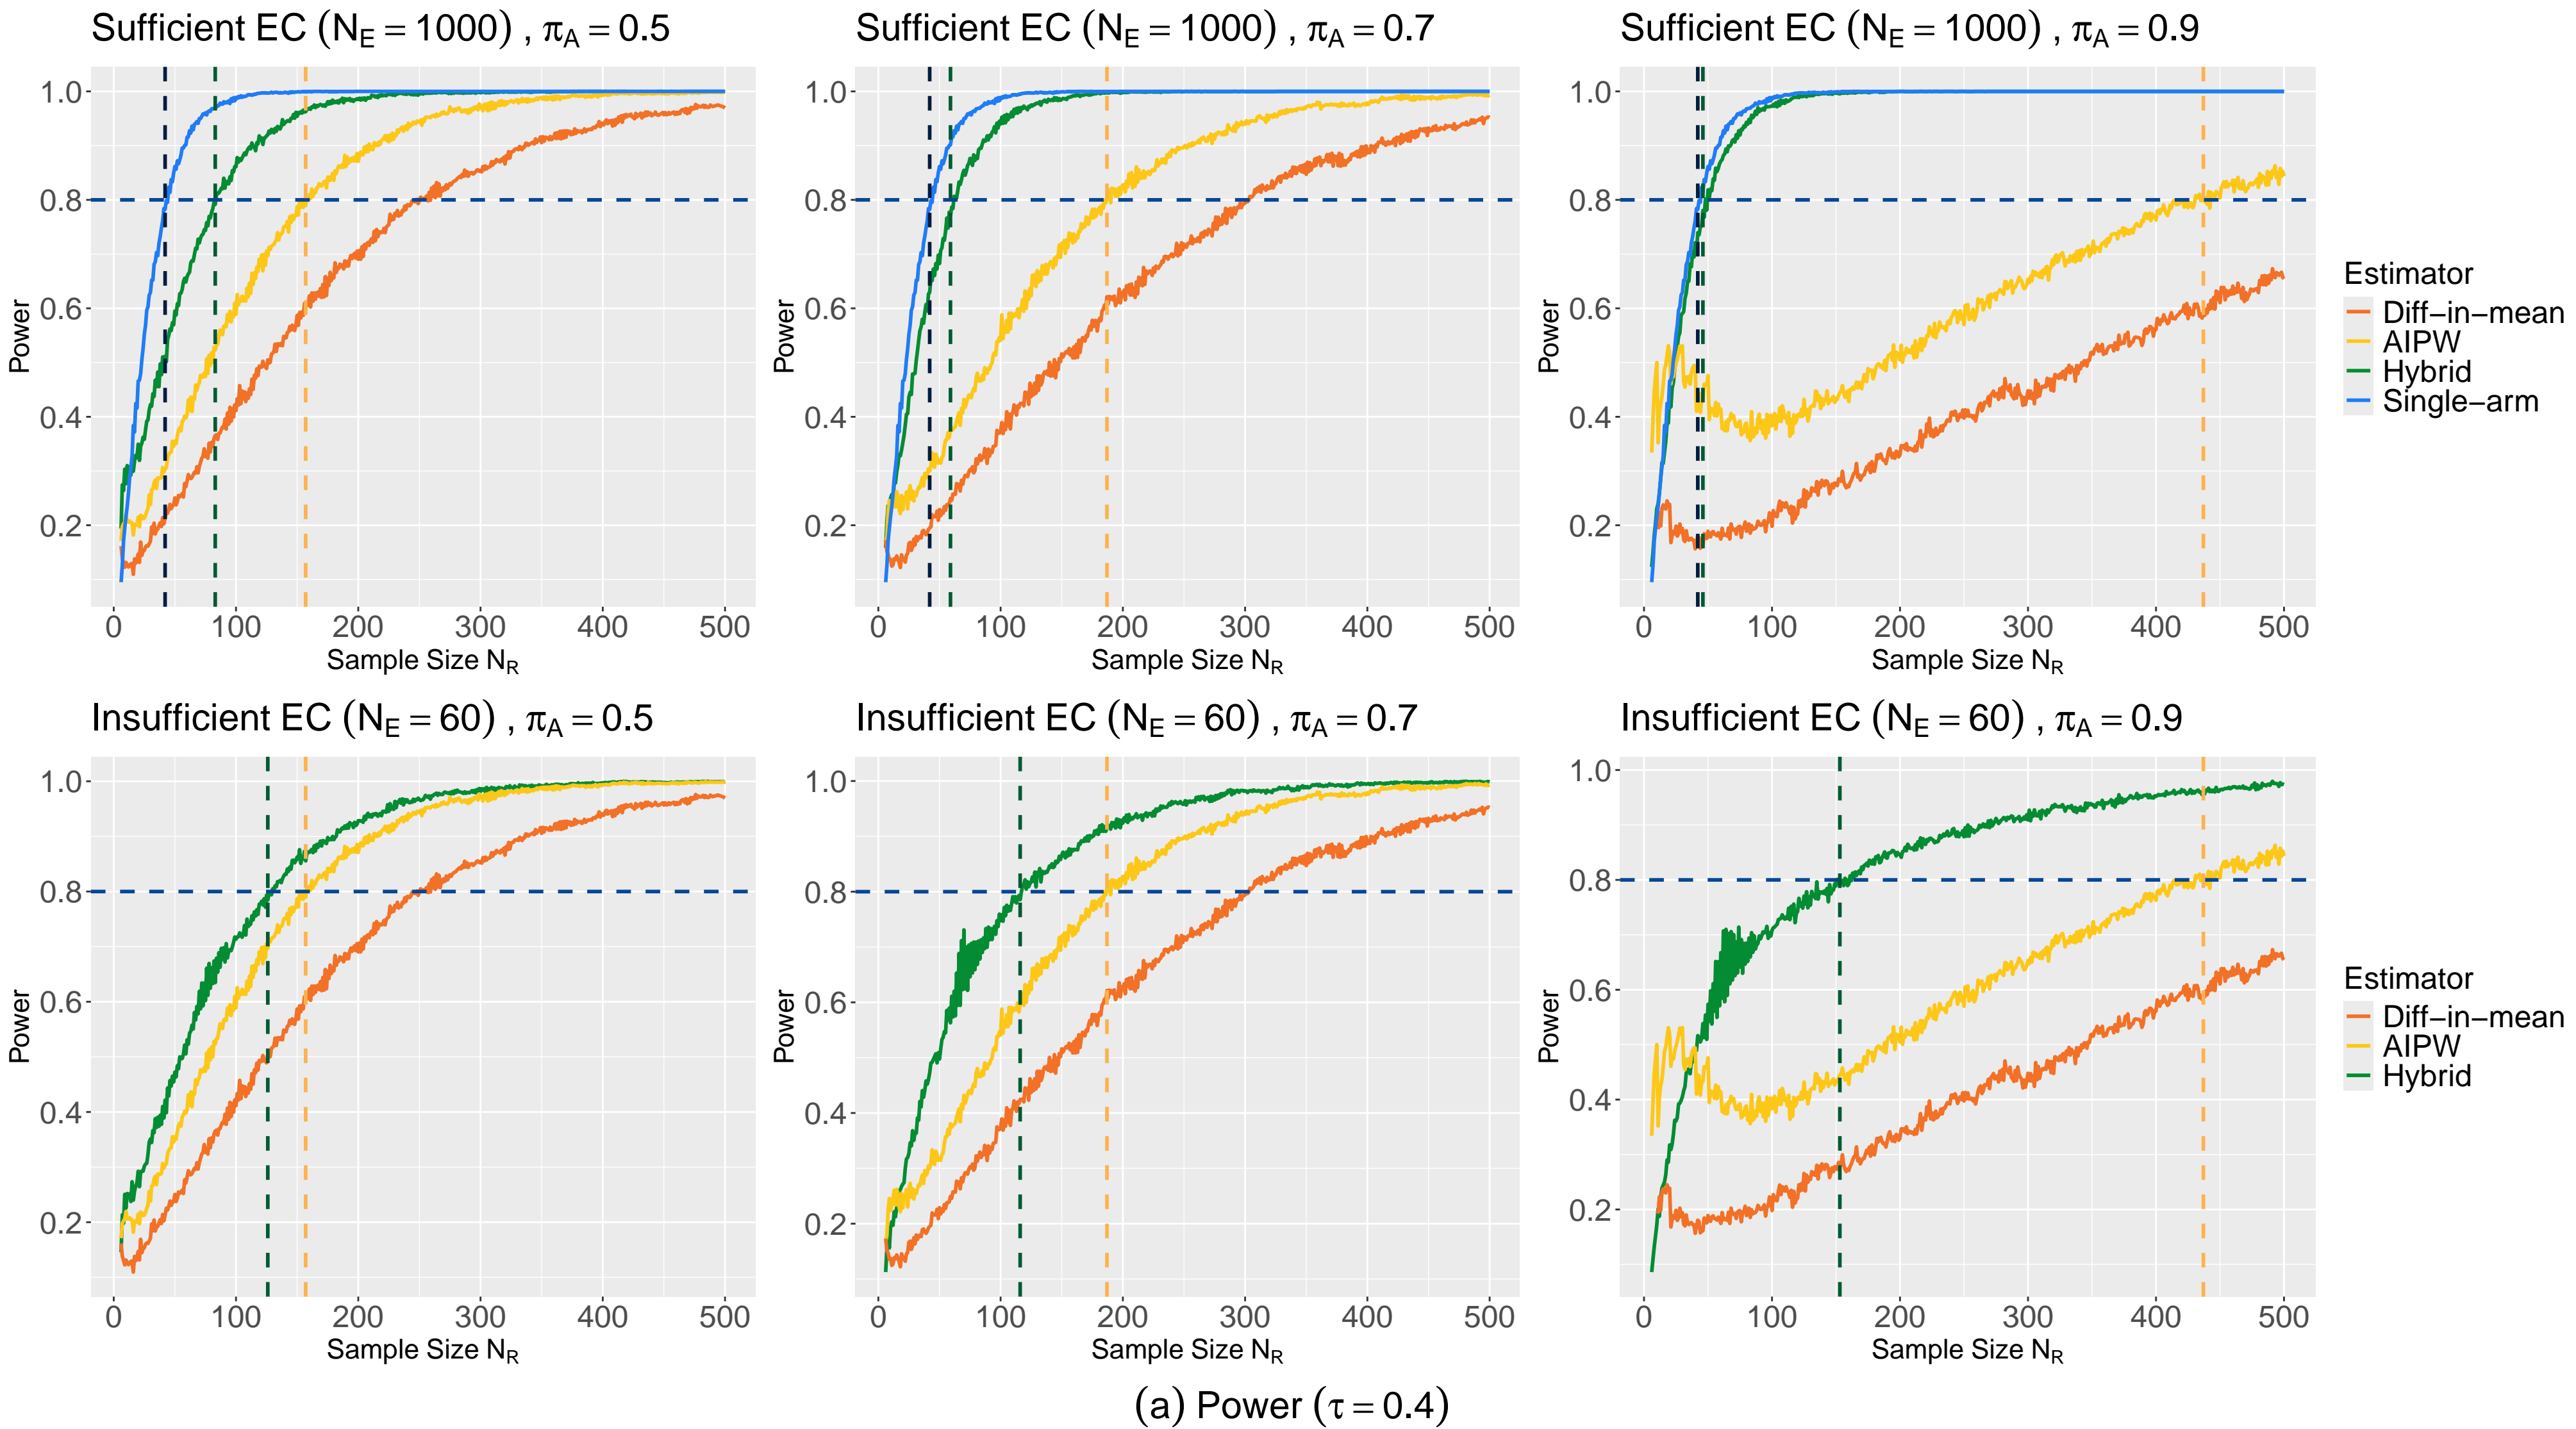 Sufficient EC (N_E = 1000) , π_A = 0.5
Power
1.0
0.8
0.6
0.4
0.2
0 100 200 300 400 500
Sample Size N_R
Sufficient EC (N_E = 1000) , π_A = 0.7
Power
1.0
0.8
0.6
0.4
0.2
0 100 200 300 400 500
Sample Size N_R
Sufficient EC (N_E = 1000) , π_A = 0.9
Power
1.0
0.8
0.6
0.4
0.2
0 100 200 300 400 500
Sample Size N_R
Estimator
Diff−in−mean
AIPW
Hybrid
Single−arm
Insufficient EC (N_E = 60) , π_A = 0.5
Power
1.0
0.8
0.6
0.4
0.2
0 100 200 300 400 500
Sample Size N_R
Insufficient EC (N_E = 60) , π_A = 0.7
Power
1.0
0.8
0.6
0.4
0.2
0 100 200 300 400 500
Sample Size N_R
Insufficient EC (N_E = 60) , π_A = 0.9
Power
1.0
0.8
0.6
0.4
0.2
0 100 200 300 400 500
Sample Size N_R
Estimator
Diff−in−mean
AIPW
Hybrid
(a) Power (τ = 0.4)